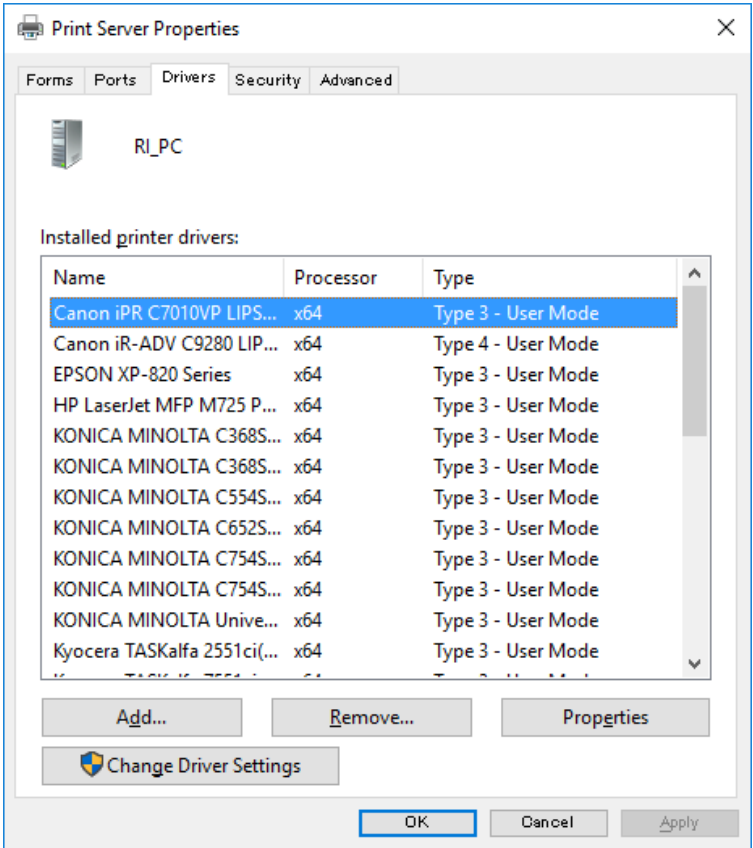 Print Server Properties
Forms Ports Drivers Security Advanced
RI_PC
Installed printer drivers:
Name Processor Type
Canon iPR C7010VP LIPS... x64 Type 3 - User Mode
Canon iR-ADV C9280 LIP... x64 Type 4 - User Mode
EPSON XP-820 Series x64 Type 3 - User Mode
HP LaserJet MFP M725 P... x64 Type 3 - User Mode
KONICA MINOLTA C368S... x64 Type 3 - User Mode
KONICA MINOLTA C368S... x64 Type 3 - User Mode
KONICA MINOLTA C554S... x64 Type 3 - User Mode
KONICA MINOLTA C652S... x64 Type 3 - User Mode
KONICA MINOLTA C754S... x64 Type 3 - User Mode
KONICA MINOLTA C754S... x64 Type 3 - User Mode
KONICA MINOLTA Unive... x64 Type 3 - User Mode
Kyocera TASKalfa 2551ci(... x64 Type 3 - User Mode
Add... Remove... Properties
Change Driver Settings
OK Cancel Apply